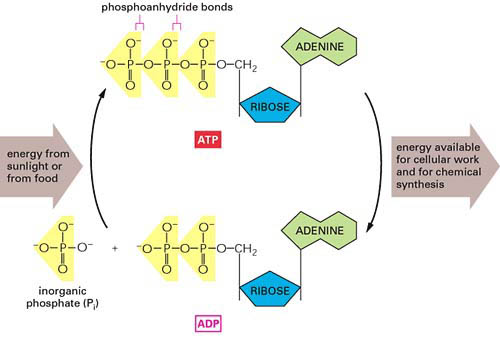 phosphoanhydride bonds
O⁻ O⁻ O⁻
⁻O–P–O–P–O–P–O–CH₂
O O O
ADENINE
RIBOSE
ATP
energy from
sunlight or
from food
energy available
for cellular work
and for chemical
synthesis
O⁻
⁻O–P–O⁻
O
+
O⁻ O⁻
⁻O–P–O–P–O–CH₂
O O
ADENINE
RIBOSE
inorganic
phosphate (Pᵢ)
ADP